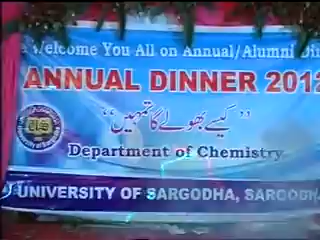 Welcome You All on Annual/Alumni
ANNUAL DINNER 2012
"کیسے بھولے گا تمہیں"
Department of Chemistry
UNIVERSITY OF SARGODHA,